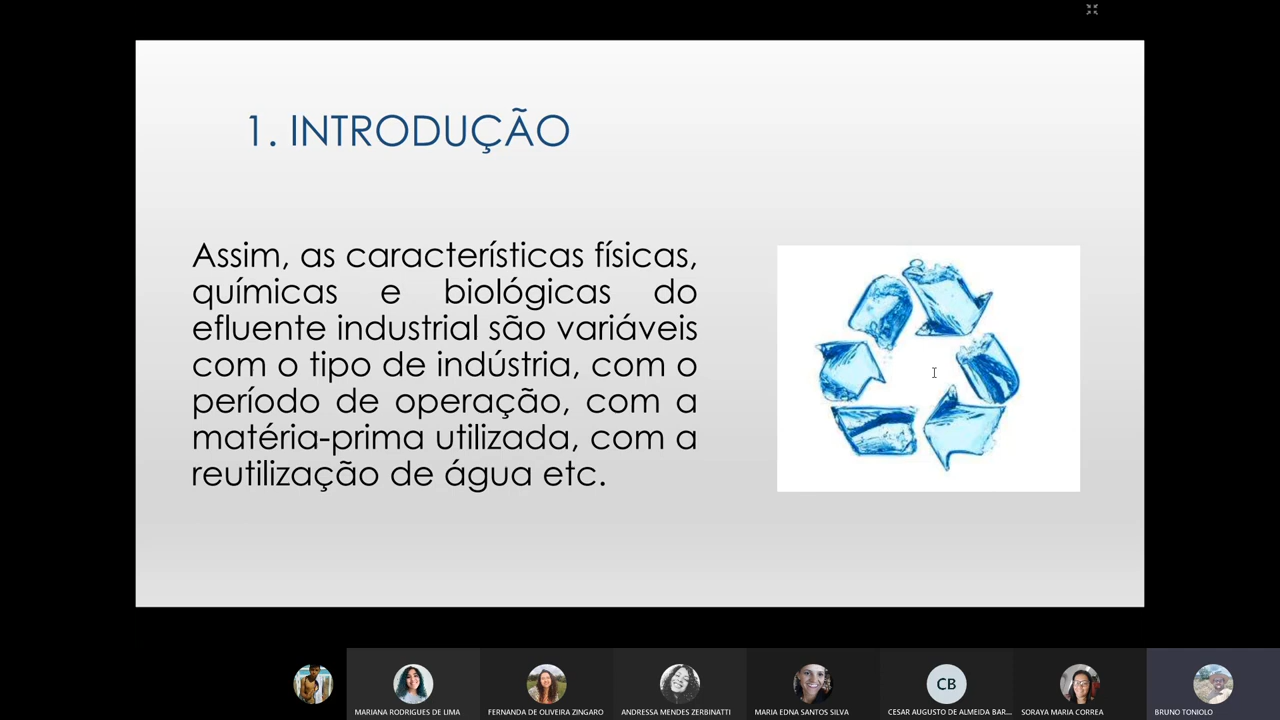 1. INTRODUÇÃO
Assim, as características físicas,
químicas e biológicas do
efluente industrial são variáveis
com o tipo de indústria, com o
período de operação, com a
matéria-prima utilizada, com a
reutilização de água etc.
CB
MARIANA RODRIGUES DE LIMA
FERNANDA DE OLIVEIRA ZINGARO
ANDRESSA MENDES ZERBINATTI
MARIA EDNA SANTOS SILVA
CESAR AUGUSTO DE ALMEIDA BAR...
SORAYA MARIA CORREA
BRUNO TONIOLO